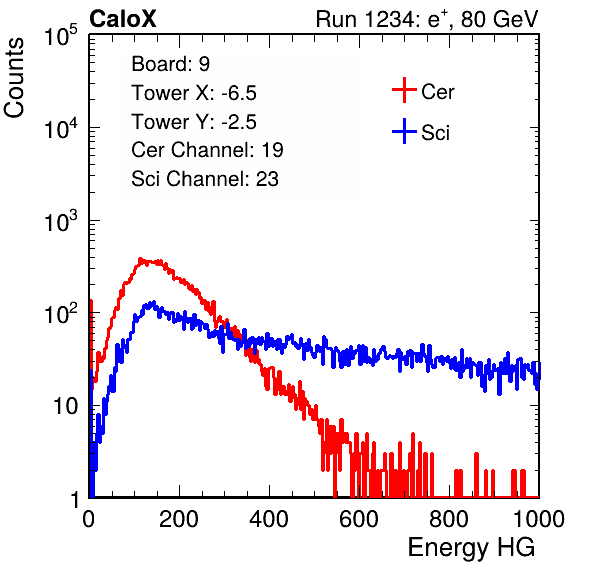 CaloX Run 1234: e⁺, 80 GeV
Counts
Board: 9
Tower X: -6.5
Tower Y: -2.5
Cer Channel: 19
Sci Channel: 23
Cer
Sci
10⁵
10⁴
10³
10²
10
1
0 200 400 600 800 1000
Energy HG